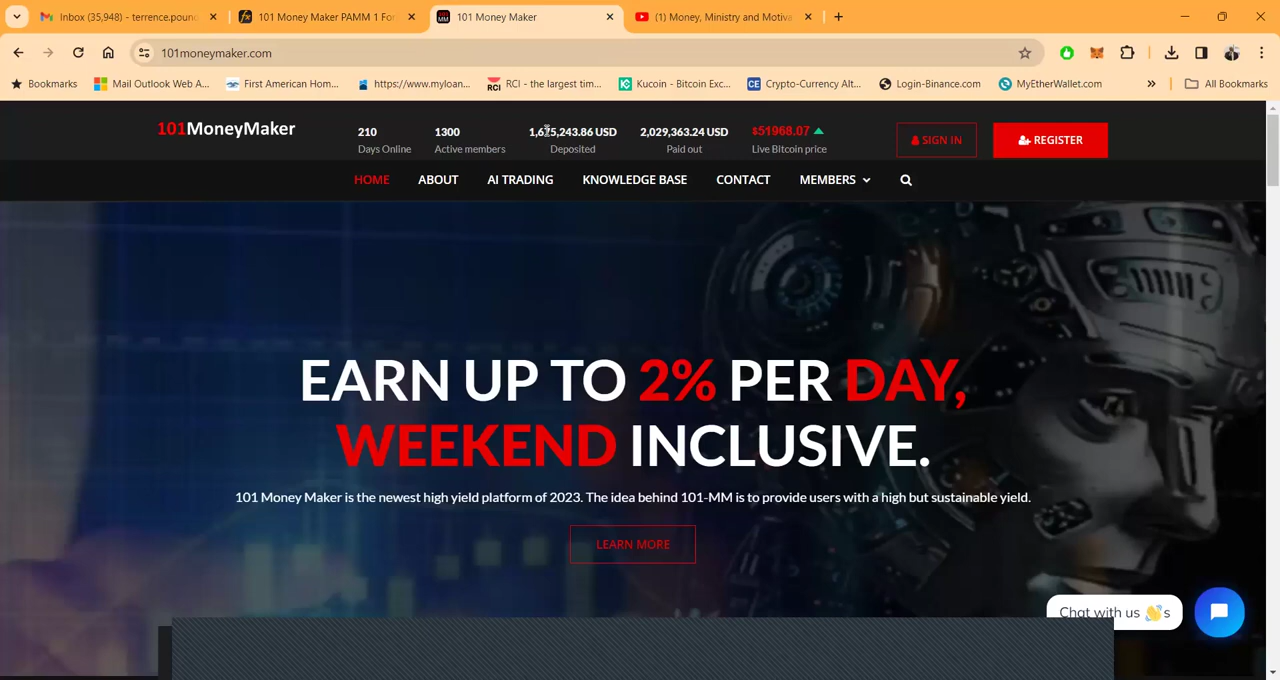 Inbox (35,948) - terrence.poun
101 Money Maker PAMM 1 Fo
101 Money Maker
(1) Money, Ministry and Motiva
101moneymaker.com
Bookmarks
Mail Outlook Web A...
First American Hom...
https://www.myloan...
RCI - the largest tim...
Kucoin - Bitcoin Exc...
Crypto-Currency Alt...
Login-Binance.com
MyEtherWallet.com
All Bookmarks
101MoneyMaker
210
Days Online
1300
Active members
Deposited
2,029,363.24 USD
Paid out
$51968.07
Live Bitcoin price
SIGN IN
REGISTER
HOME
ABOUT
AI TRADING
KNOWLEDGE BASE
CONTACT
MEMBERS
EARN UP TO 2% PER DAY,
WEEKEND INCLUSIVE.
101 Money Maker is the newest high yield platform of 2023. The idea behind 101-MM is to provide users with a high but sustainable yield.
LEARN MORE
Chat with us 👋s